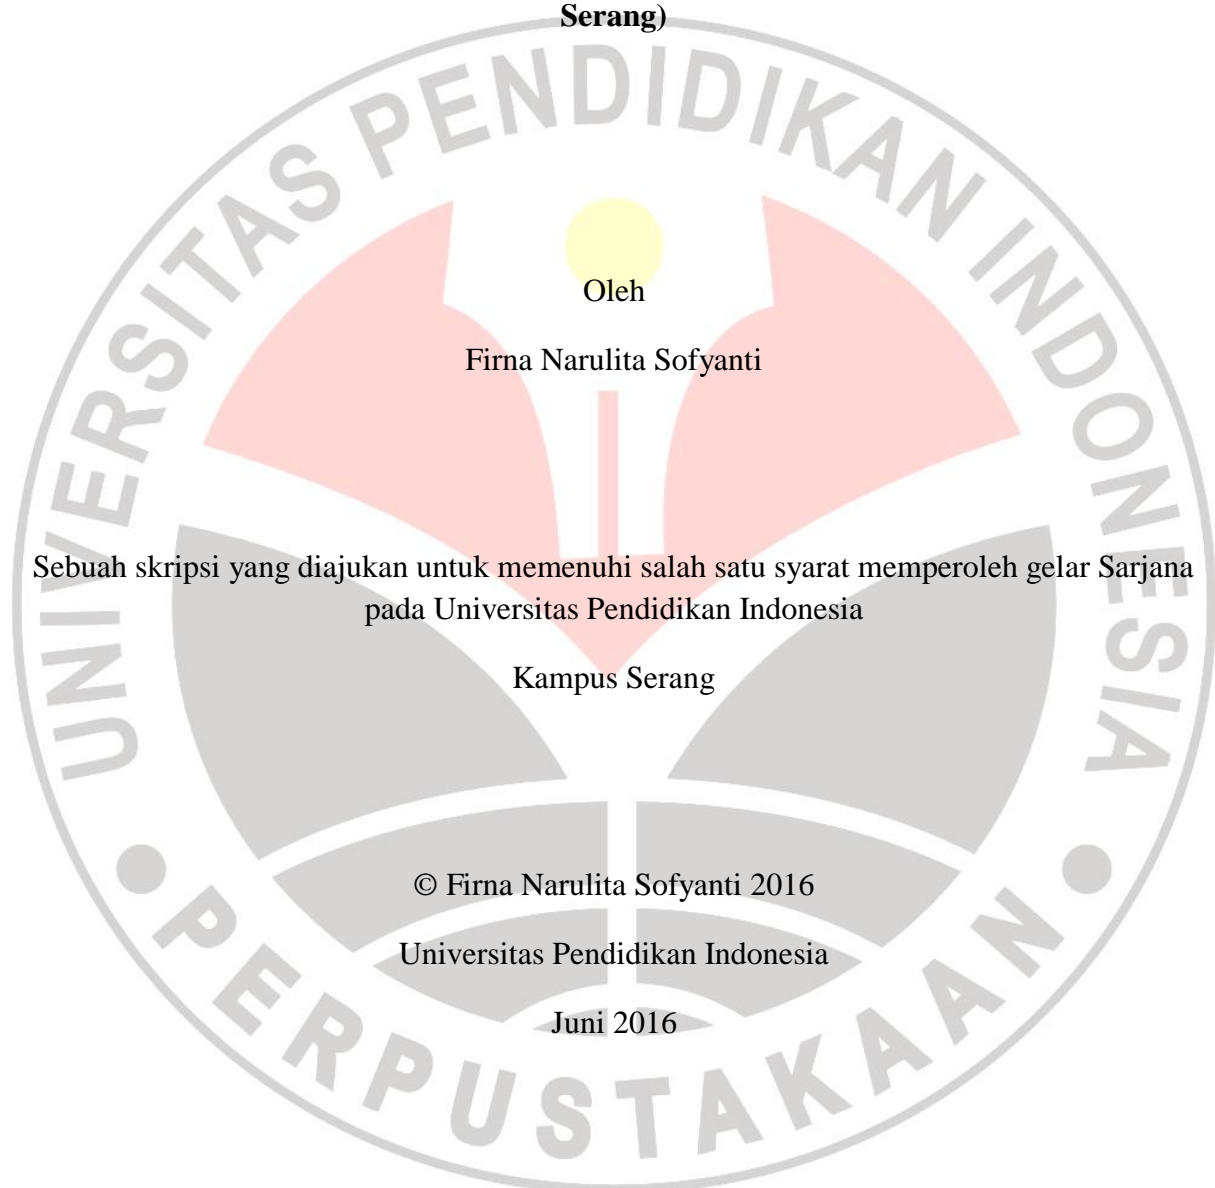 Serang)
UNIVERSITAS PENDIDIKAN INDONESIA
Oleh
Firna Narulita Sofyanti
Sebuah skripsi yang diajukan untuk memenuhi salah satu syarat memperoleh gelar Sarjana
pada Universitas Pendidikan Indonesia
Kampus Serang
© Firna Narulita Sofyanti 2016
Universitas Pendidikan Indonesia
Juni 2016
PERPUSTAKAAN